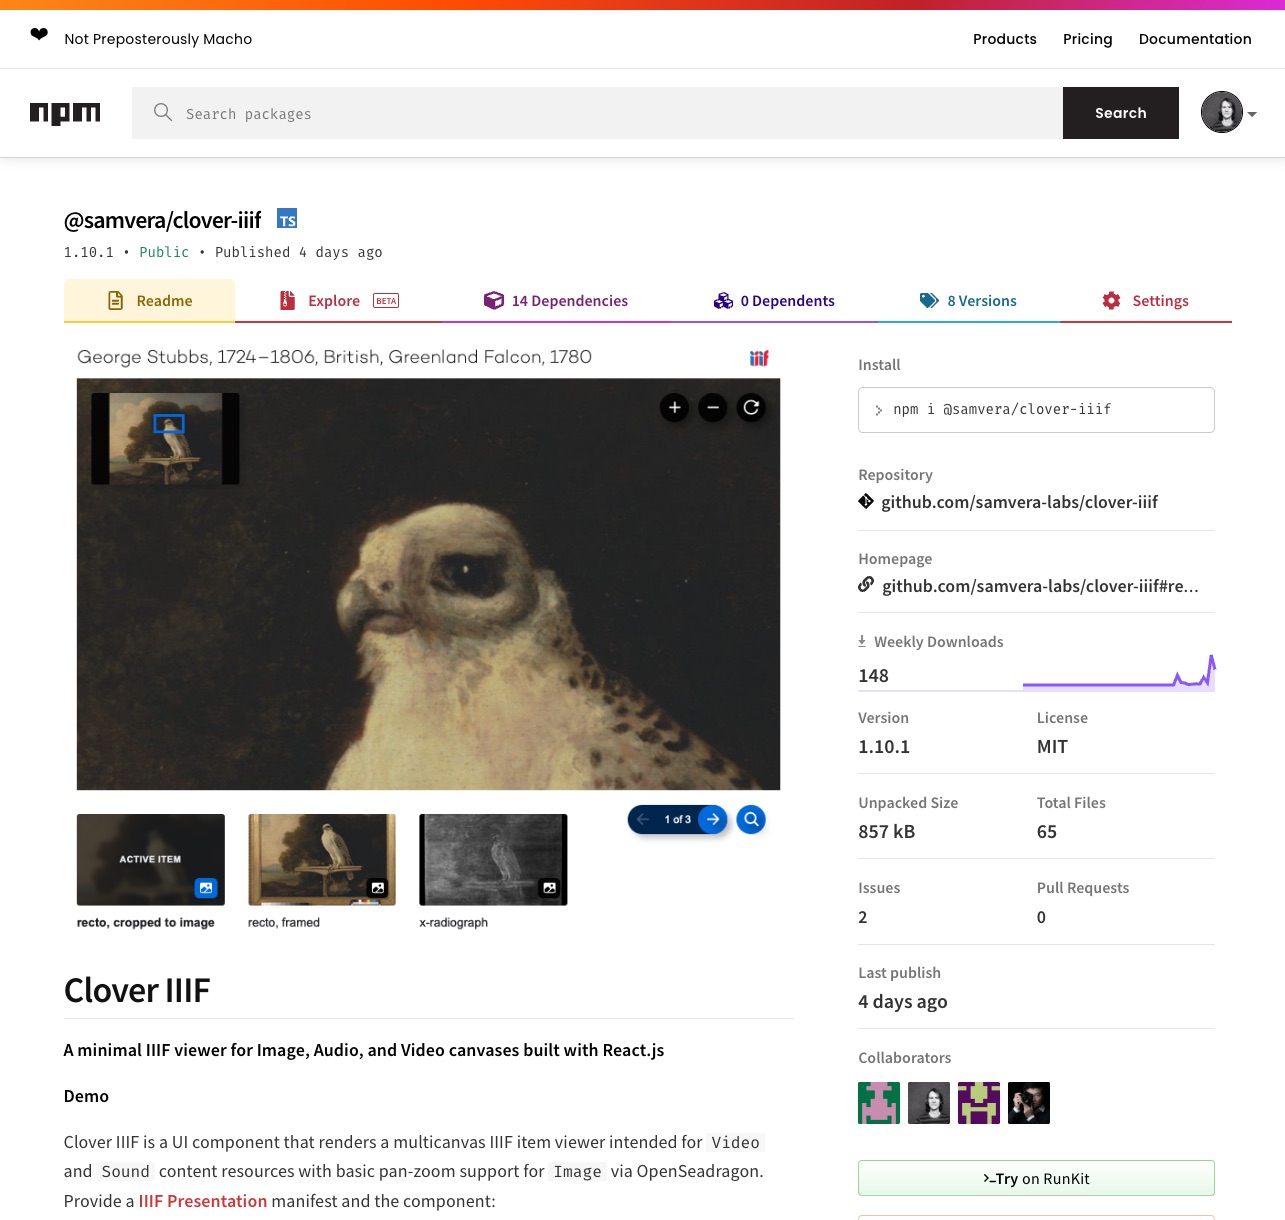 Not Preposterously Macho
Products Pricing Documentation
npm
Search packages
Search
@samvera/clover-iiif TS
1.10.1 • Public • Published 4 days ago
Readme
Explore BETA
14 Dependencies
0 Dependents
8 Versions
Settings
George Stubbs, 1724–1806, British, Greenland Falcon, 1780
iiif
1 of 3
ACTIVE ITEM
recto, cropped to image
recto, framed
x-radiograph
Clover IIIF
A minimal IIIF viewer for Image, Audio, and Video canvases built with React.js
Demo
Clover IIIF is a UI component that renders a multicanvas IIIF item viewer intended for Video
and Sound content resources with basic pan-zoom support for Image via OpenSeadragon.
Provide a IIIF Presentation manifest and the component:
Install
> npm i @samvera/clover-iiif
Repository
github.com/samvera-labs/clover-iiif
Homepage
github.com/samvera-labs/clover-iiif#re...
Weekly Downloads
148
Version
1.10.1
License
MIT
Unpacked Size
857 kB
Total Files
65
Issues
2
Pull Requests
0
Last publish
4 days ago
Collaborators
>_Try on RunKit